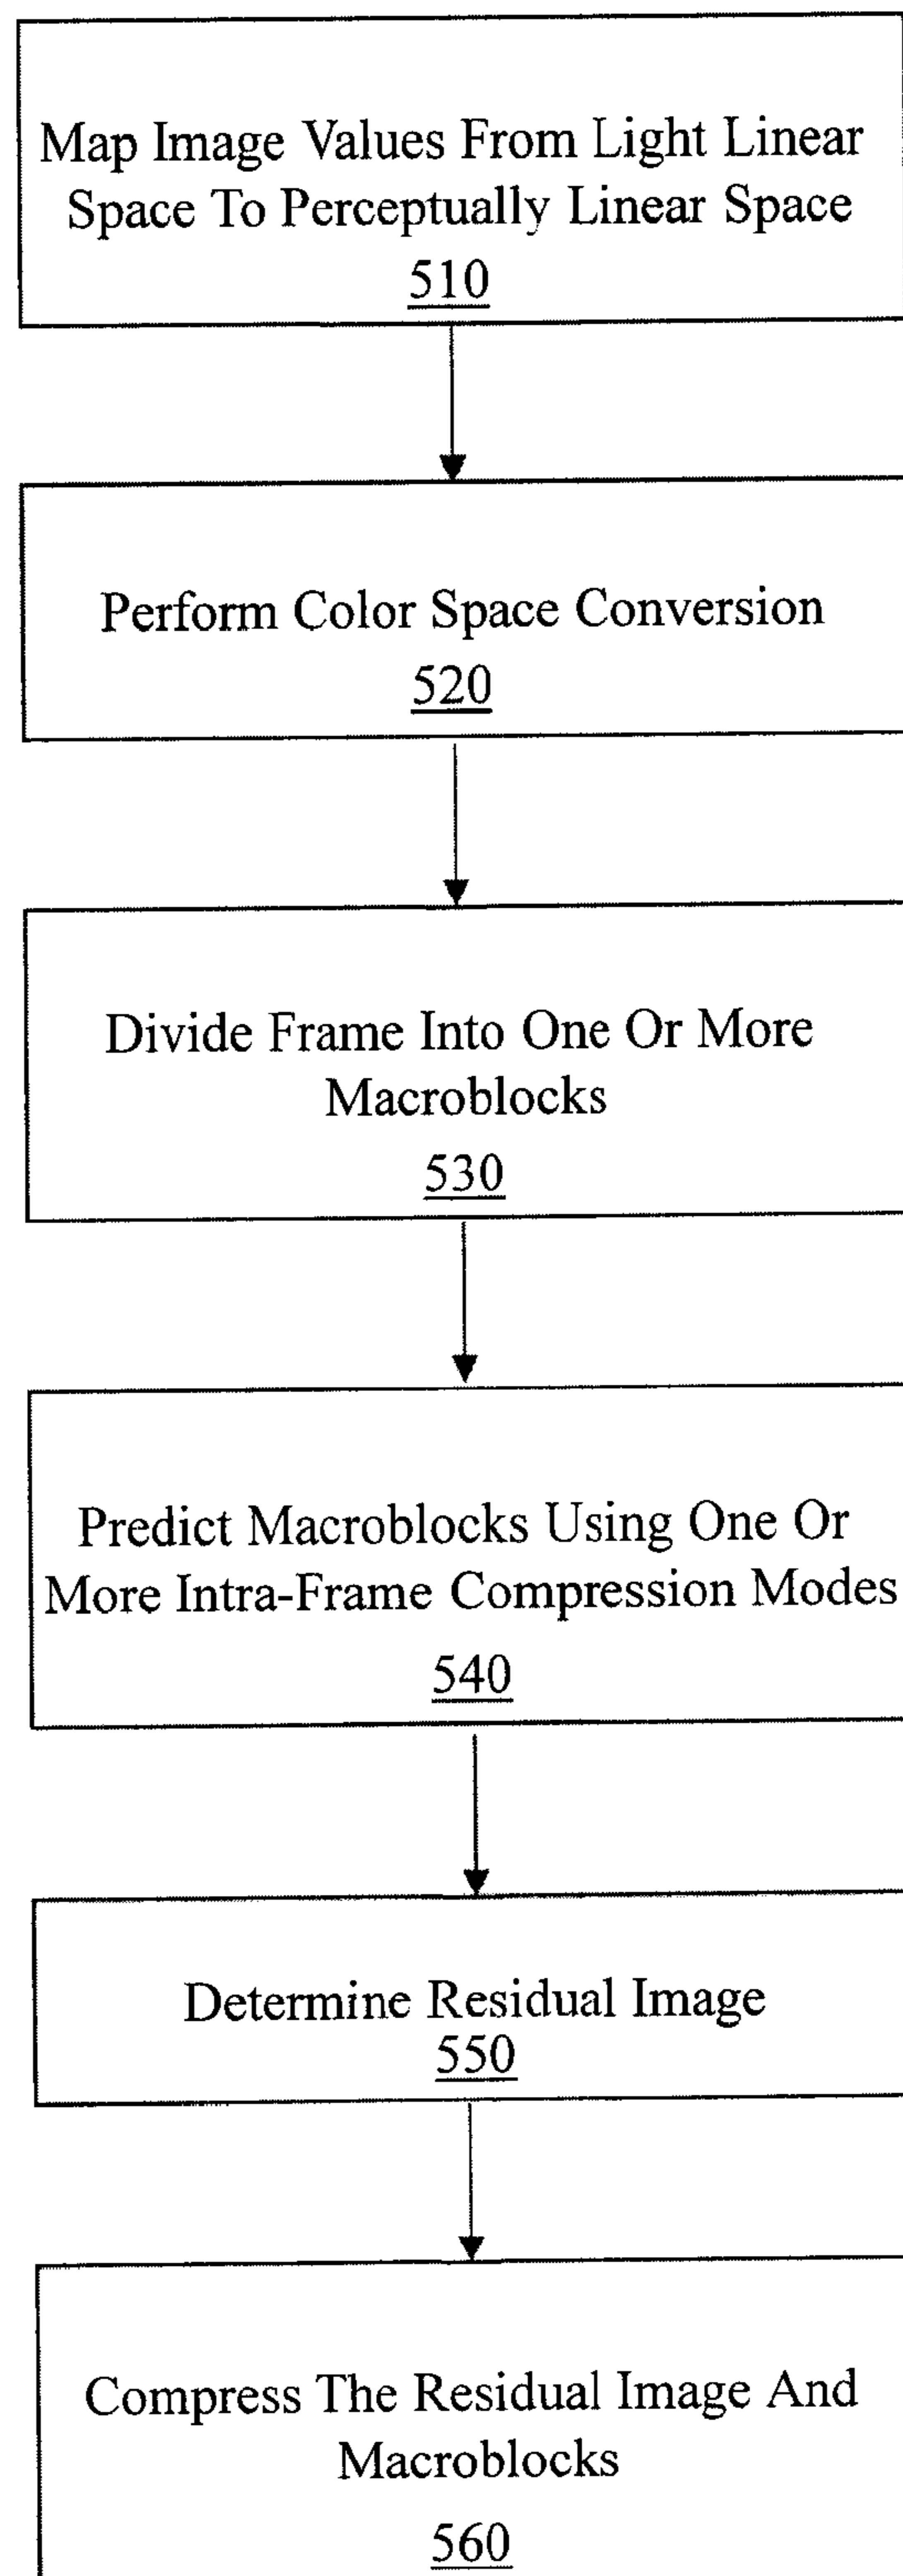 Map Image Values From Light Linear
Space To Perceptually Linear Space
510
Perform Color Space Conversion
520
Divide Frame Into One Or More
Macroblocks
530
Predict Macroblocks Using One Or
More Intra-Frame Compression Modes
540
Determine Residual Image
550
Compress The Residual Image And
Macroblocks
560